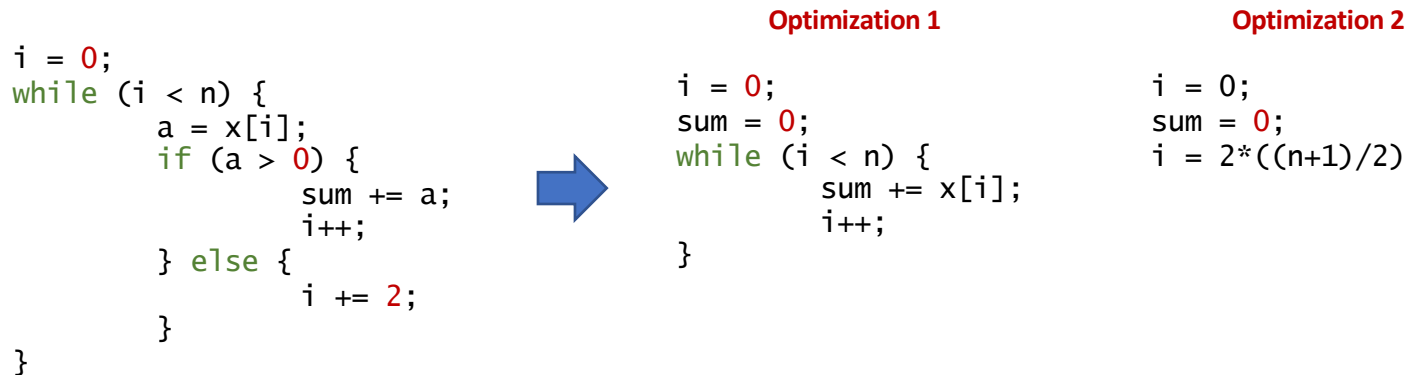 i = 0;
while (i < n) {
        a = x[i];
        if (a > 0) {
                sum += a;
                i++;
        } else {
                i += 2;
        }
}
Optimization 1
i = 0;
sum = 0;
while (i < n) {
        sum += x[i];
        i++;
}
Optimization 2
i = 0;
sum = 0;
i = 2*((n+1)/2)